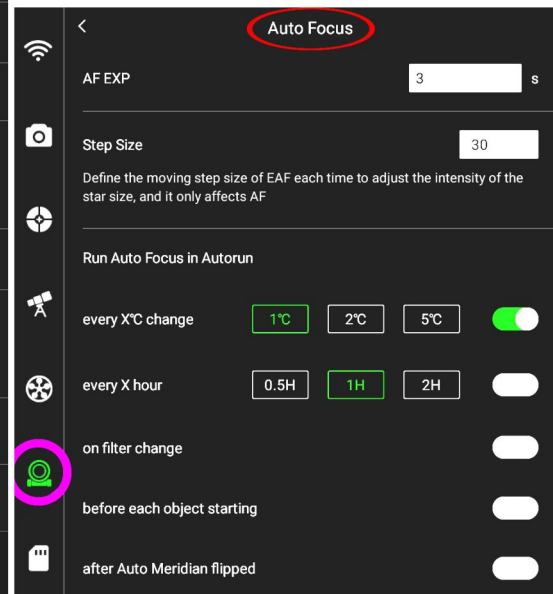 Auto Focus
AF EXP 3 s
Step Size 30
Define the moving step size of EAF each time to adjust the intensity of the
star size, and it only affects AF
Run Auto Focus in Autorun
every X℃ change 1℃ 2℃ 5℃
every X hour 0.5H 1H 2H
on filter change
before each object starting
after Auto Meridian flipped